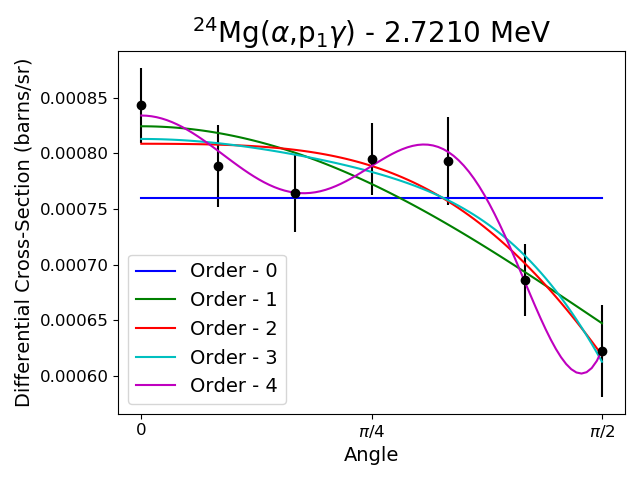 ²⁴Mg(α,p₁γ) - 2.7210 MeV
Differential Cross-Section (barns/sr)
0.00085
0.00080
0.00075
0.00070
0.00065
0.00060
Order - 0
Order - 1
Order - 2
Order - 3
Order - 4
0 π/4 π/2
Angle